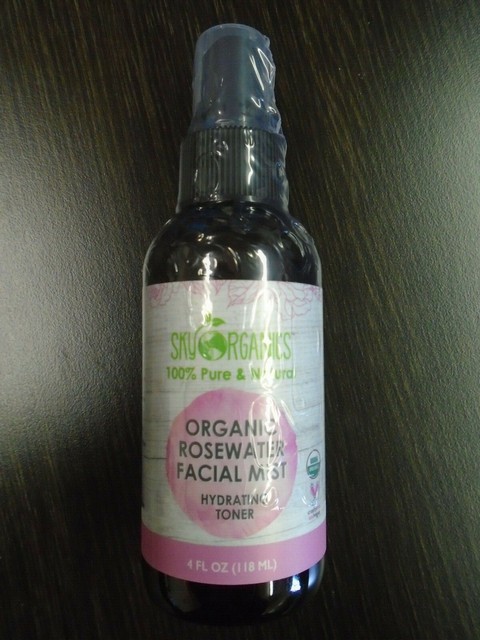 SKY ORGANICS
100% Pure & Natural
ORGANIC
ROSEWATER
FACIAL MIST
HYDRATING
TONER
4 FL OZ (118 ML)